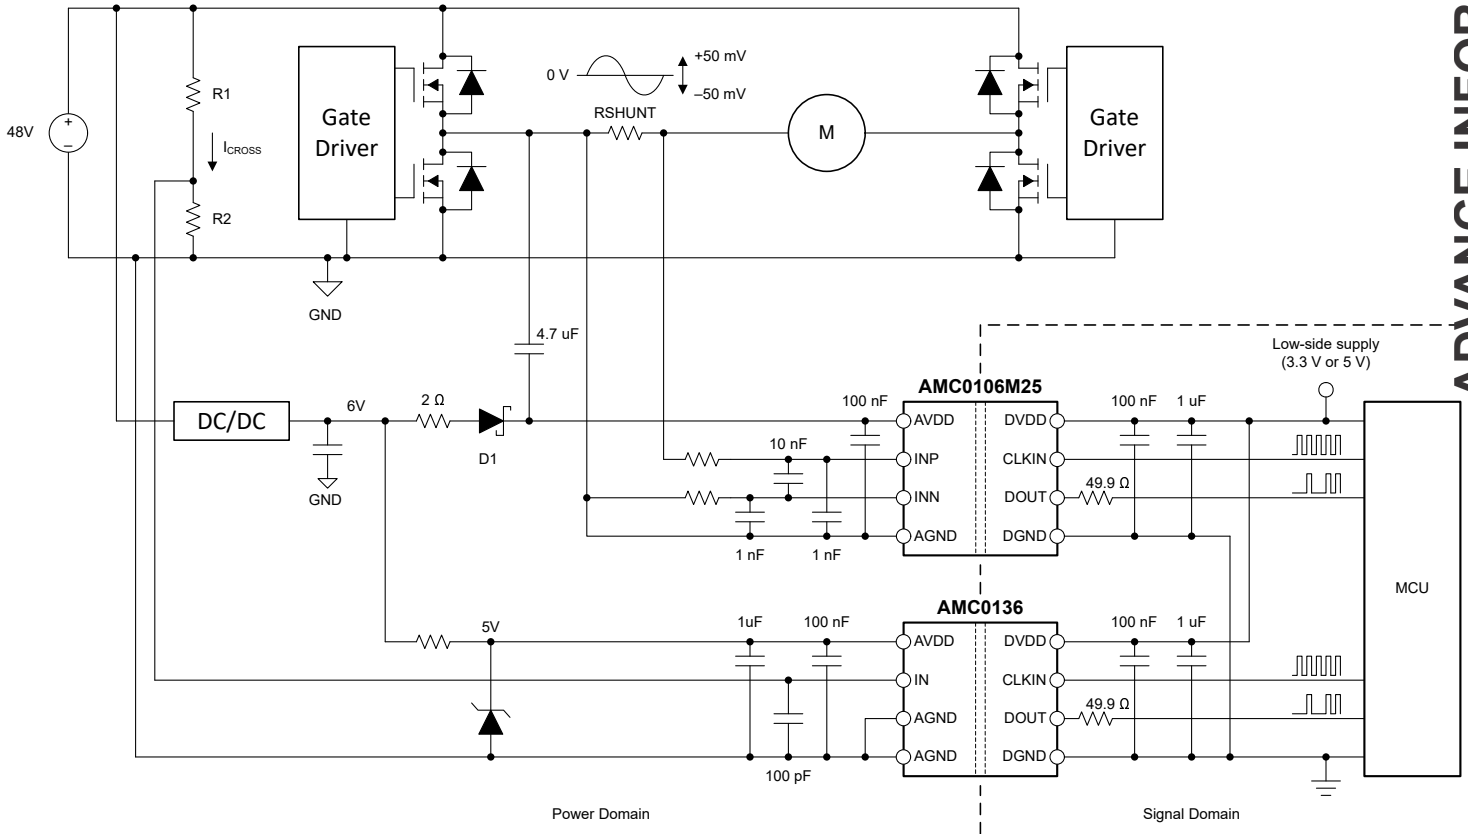 48V
+
–
R1
ICROSS
R2
Gate
Driver
0 V
+50 mV
–50 mV
RSHUNT
M
Gate
Driver
GND
4.7 uF
DC/DC
6V
GND
2 Ω
D1
100 nF
10 nF
1 nF
1 nF
AMC0106M25
AVDD
INP
INN
AGND
DVDD
CLKIN
DOUT
DGND
49.9 Ω
100 nF
1 uF
Low-side supply
(3.3 V or 5 V)
MCU
5V
1uF
100 nF
100 pF
AMC0136
AVDD
IN
AGND
AGND
DVDD
CLKIN
DOUT
DGND
49.9 Ω
100 nF
1 uF
Power Domain
Signal Domain
ADVANCE INFOR